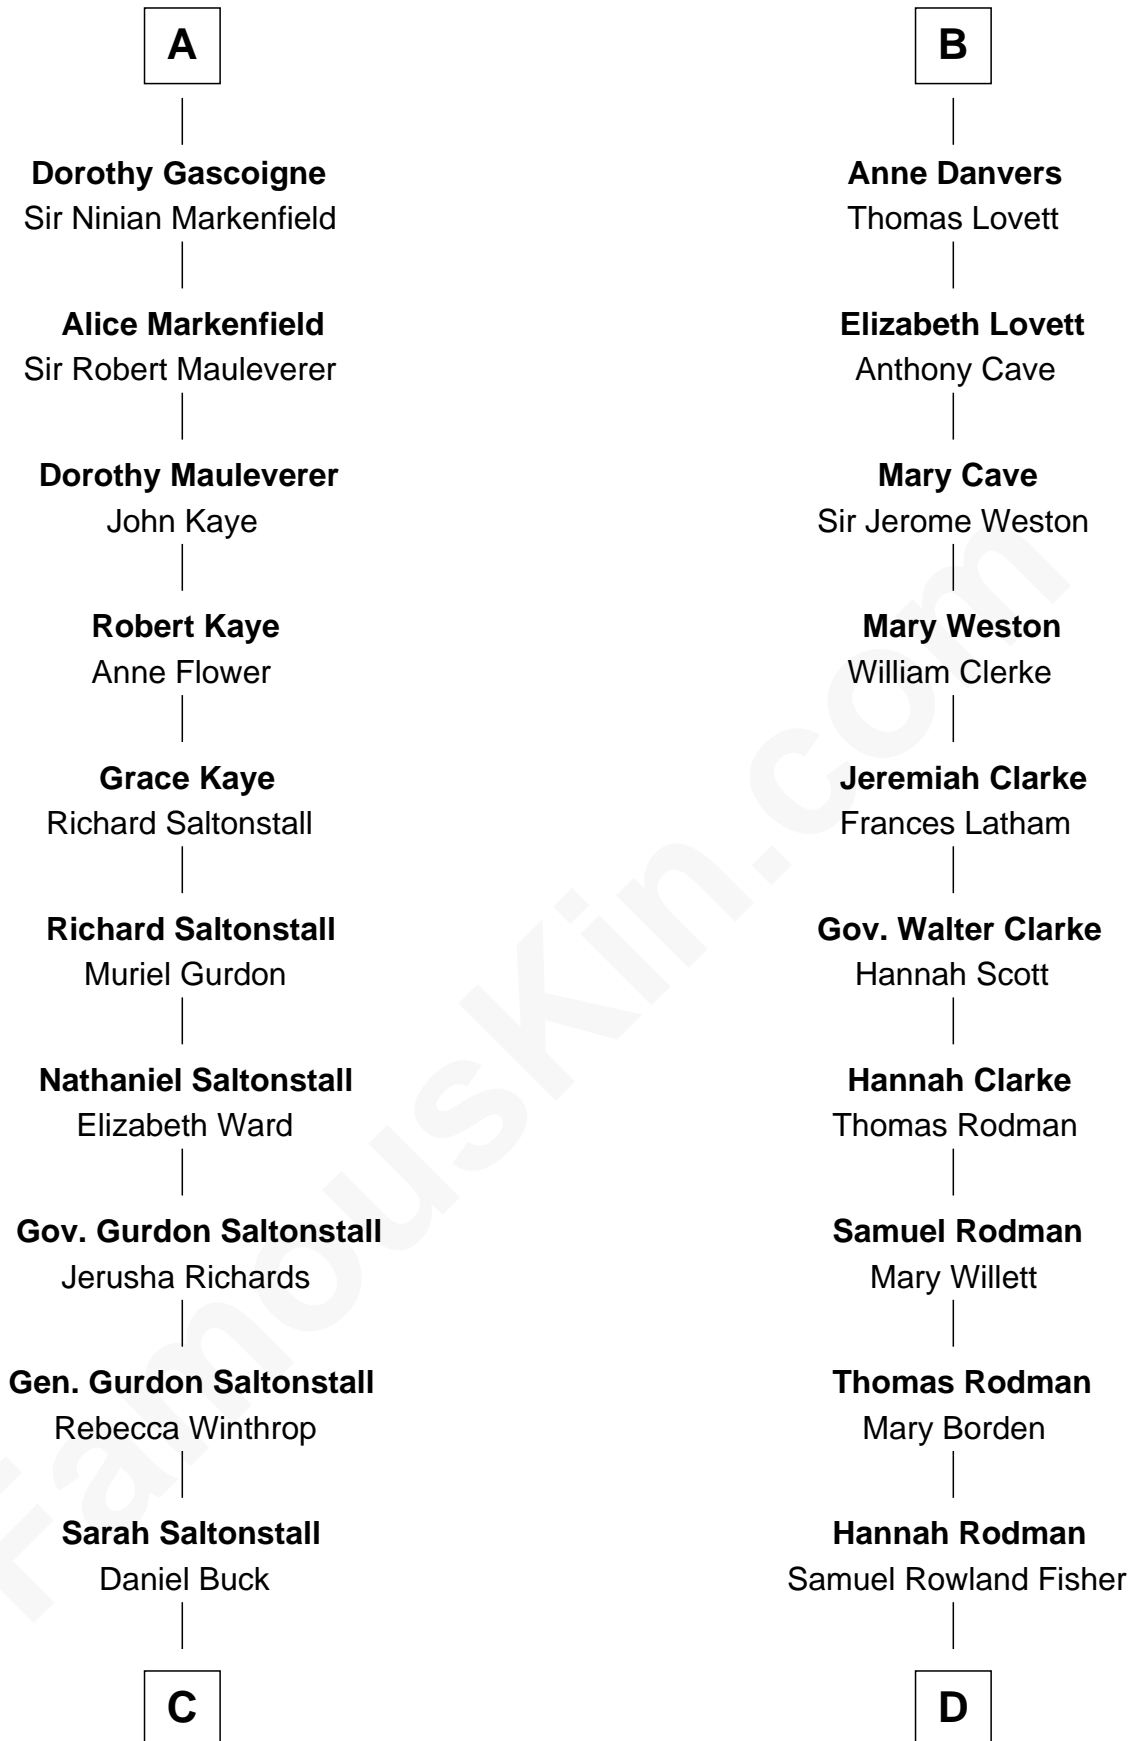 A
Dorothy Gascoigne
Sir Ninian Markenfield
Alice Markenfield
Sir Robert Mauleverer
Dorothy Mauleverer
John Kaye
Robert Kaye
Anne Flower
Grace Kaye
Richard Saltonstall
Richard Saltonstall
Muriel Gurdon
Nathaniel Saltonstall
Elizabeth Ward
Gov. Gurdon Saltonstall
Jerusha Richards
Gen. Gurdon Saltonstall
Rebecca Winthrop
Sarah Saltonstall
Daniel Buck
C
B
Anne Danvers
Thomas Lovett
Elizabeth Lovett
Anthony Cave
Mary Cave
Sir Jerome Weston
Mary Weston
William Clerke
Jeremiah Clarke
Frances Latham
Gov. Walter Clarke
Hannah Scott
Hannah Clarke
Thomas Rodman
Samuel Rodman
Mary Willett
Thomas Rodman
Mary Borden
Hannah Rodman
Samuel Rowland Fisher
D
FamousKin.com